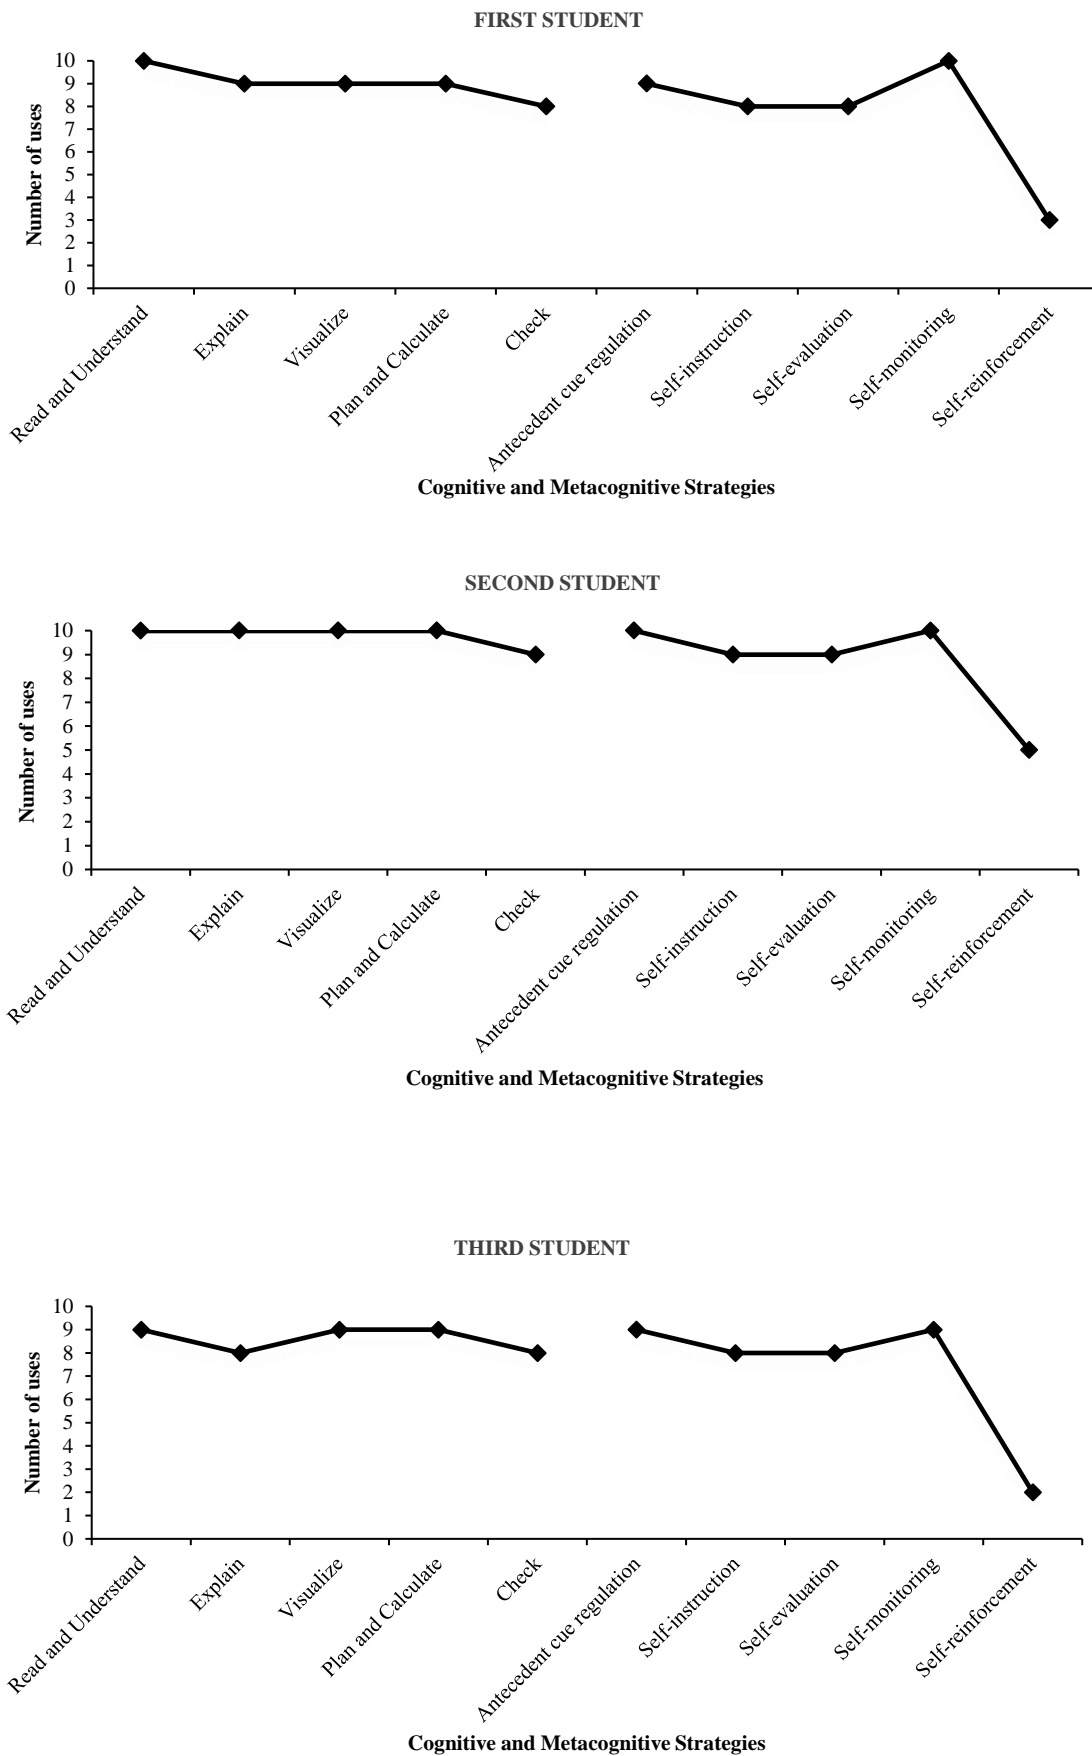 FIRST STUDENT
Number of uses
10
9
8
7
6
5
4
3
2
1
0
Read and Understand
Explain
Visualize
Plan and Calculate
Check
Antecedent cue regulation
Self-instruction
Self-evaluation
Self-monitoring
Self-reinforcement
Cognitive and Metacognitive Strategies
SECOND STUDENT
Number of uses
10
9
8
7
6
5
4
3
2
1
0
Read and Understand
Explain
Visualize
Plan and Calculate
Check
Antecedent cue regulation
Self-instruction
Self-evaluation
Self-monitoring
Self-reinforcement
Cognitive and Metacognitive Strategies
THIRD STUDENT
Number of uses
10
9
8
7
6
5
4
3
2
1
0
Read and Understand
Explain
Visualize
Plan and Calculate
Check
Antecedent cue regulation
Self-instruction
Self-evaluation
Self-monitoring
Self-reinforcement
Cognitive and Metacognitive Strategies